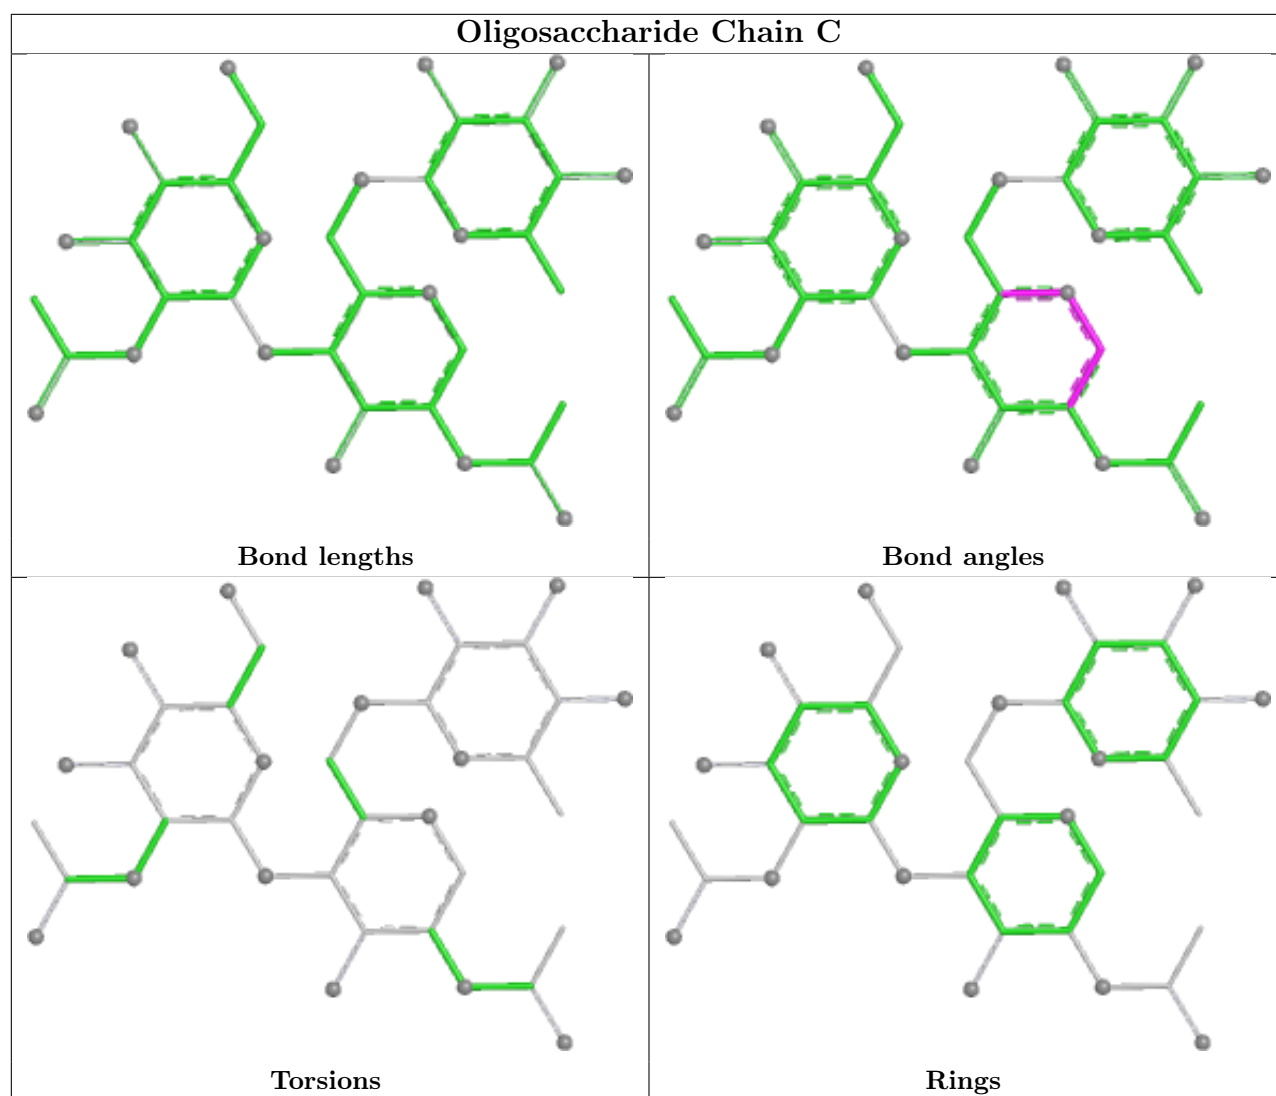 Oligosaccharide Chain C
Bond lengths
Bond angles
Torsions
Rings